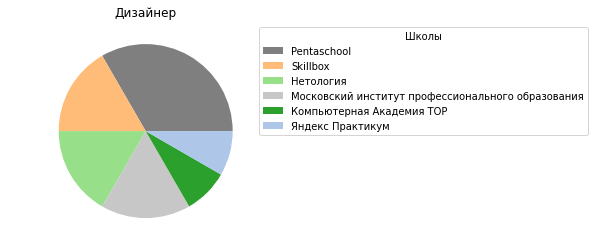 Дизайнер
Школы
Pentaschool
Skillbox
Нетология
Московский институт профессионального образования
Компьютерная Академия TOP
Яндекс Практикум